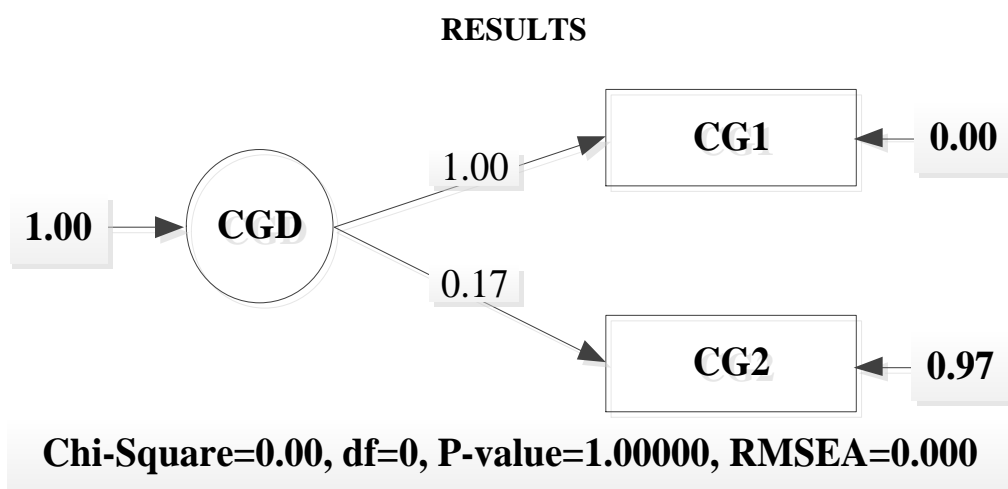 RESULTS
CG1
0.00
1.00
1.00
CGD
0.17
CG2
0.97
Chi-Square=0.00, df=0, P-value=1.00000, RMSEA=0.000